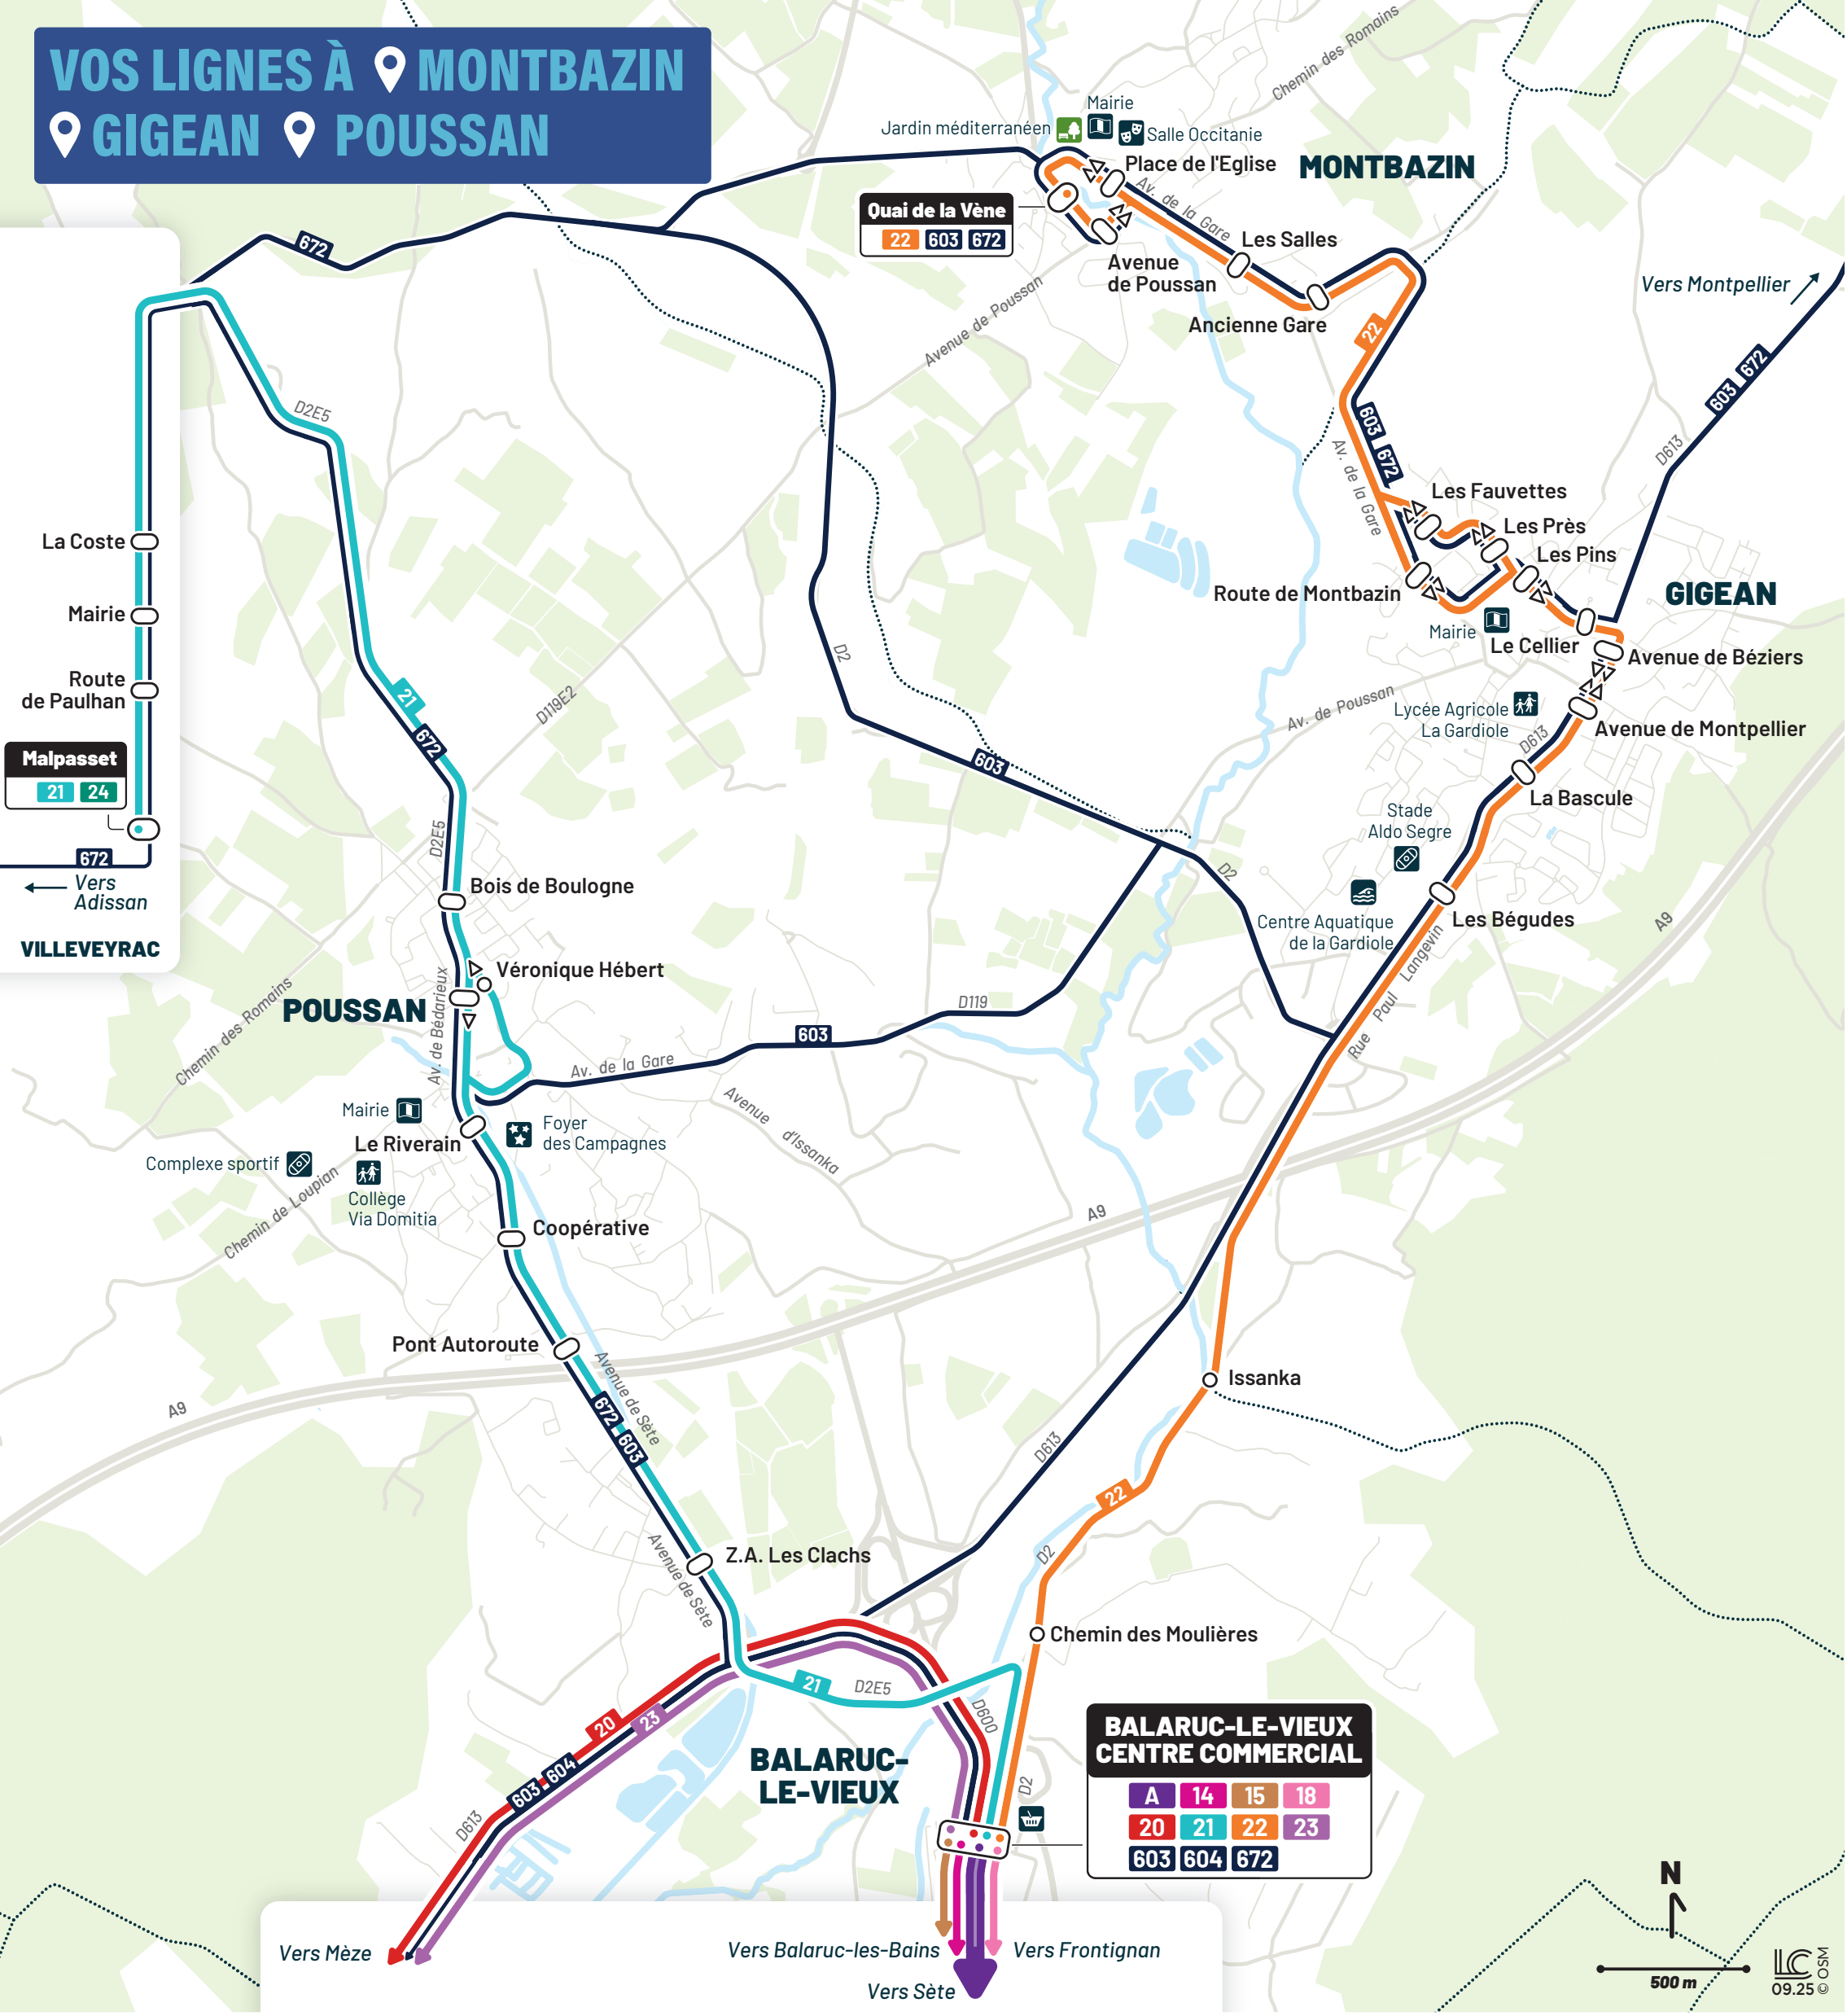 VOS LIGNES À MONTBAZIN
GIGEAN POUSSAN
Chemin des Romains
Mairie
Jardin méditerranéen
Salle Occitanie
Place de l'Eglise
MONTBAZIN
Av. de la Gare
Quai de la Vène
22 603 672
Les Salles
Avenue
de Poussan
Ancienne Gare
Avenue de Poussan
Vers Montpellier
672
22
603 672
603 672
D613
D2E5
Av. de la Gare
Les Fauvettes
Les Près
Les Pins
Route de Montbazin
GIGEAN
Mairie
Le Cellier
Avenue de Béziers
Lycée Agricole
La Gardiole
Av. de Poussan
D613
Avenue de Montpellier
La Bascule
Stade
Aldo Segre
Centre Aquatique
de la Gardiole
Les Bégudes
Rue Paul Langevin
A9
La Coste
Mairie
Route
de Paulhan
Malpasset
21 24
672
Vers
Adissan
VILLEVEYRAC
21
672
D119E2
D2
603
D2
D2E5
Bois de Boulogne
Véronique Hébert
POUSSAN
Av. de Bédarieux
Chemin des Romains
D119
603
Av. de la Gare
Avenue d'Issanka
Mairie
Le Riverain
Foyer
des Campagnes
Complexe sportif
Collège
Via Domitia
Chemin de Loupian
Coopérative
A9
Pont Autoroute
Avenue de Sète
A9
672 603
Issanka
D613
22
D2
Avenue de Sète
Z.A. Les Clachs
Chemin des Moulières
21
D2E5
D600
20
23
603 604
D613
BALARUC-
LE-VIEUX
D2
BALARUC-LE-VIEUX
CENTRE COMMERCIAL
A 14 15 18
20 21 22 23
603 604 672
Vers Mèze
Vers Balaruc-les-Bains
Vers Frontignan
Vers Sète
N
500 m
LC
09.25
© OSM